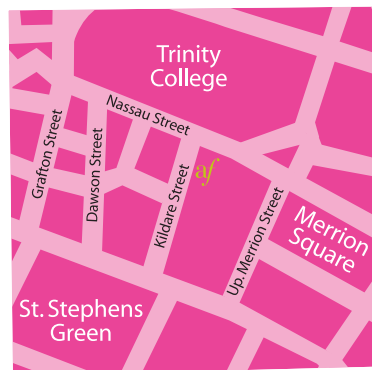 Trinity
College
Nassau Street
Grafton Street
Dawson Street
Kildare Street
af
Up. Merrion Street
Merrion
Square
St. Stephens
Green